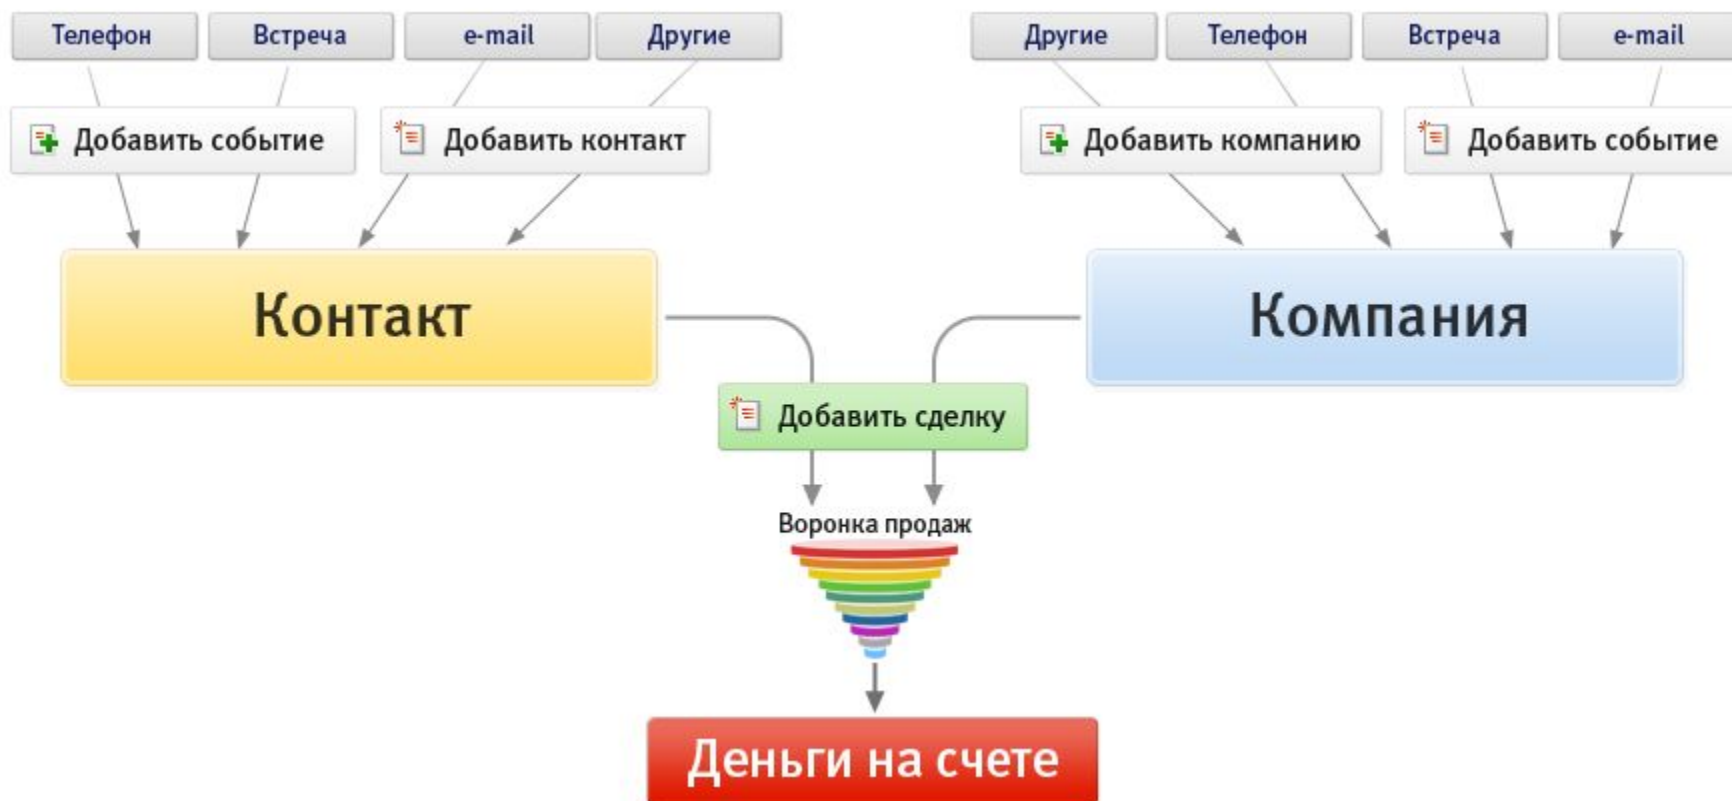 Телефон Встреча e-mail Другие Другие Телефон Встреча e-mail
Добавить событие Добавить контакт Добавить компанию Добавить событие
Контакт Компания
Добавить сделку
Воронка продаж
Деньги на счете